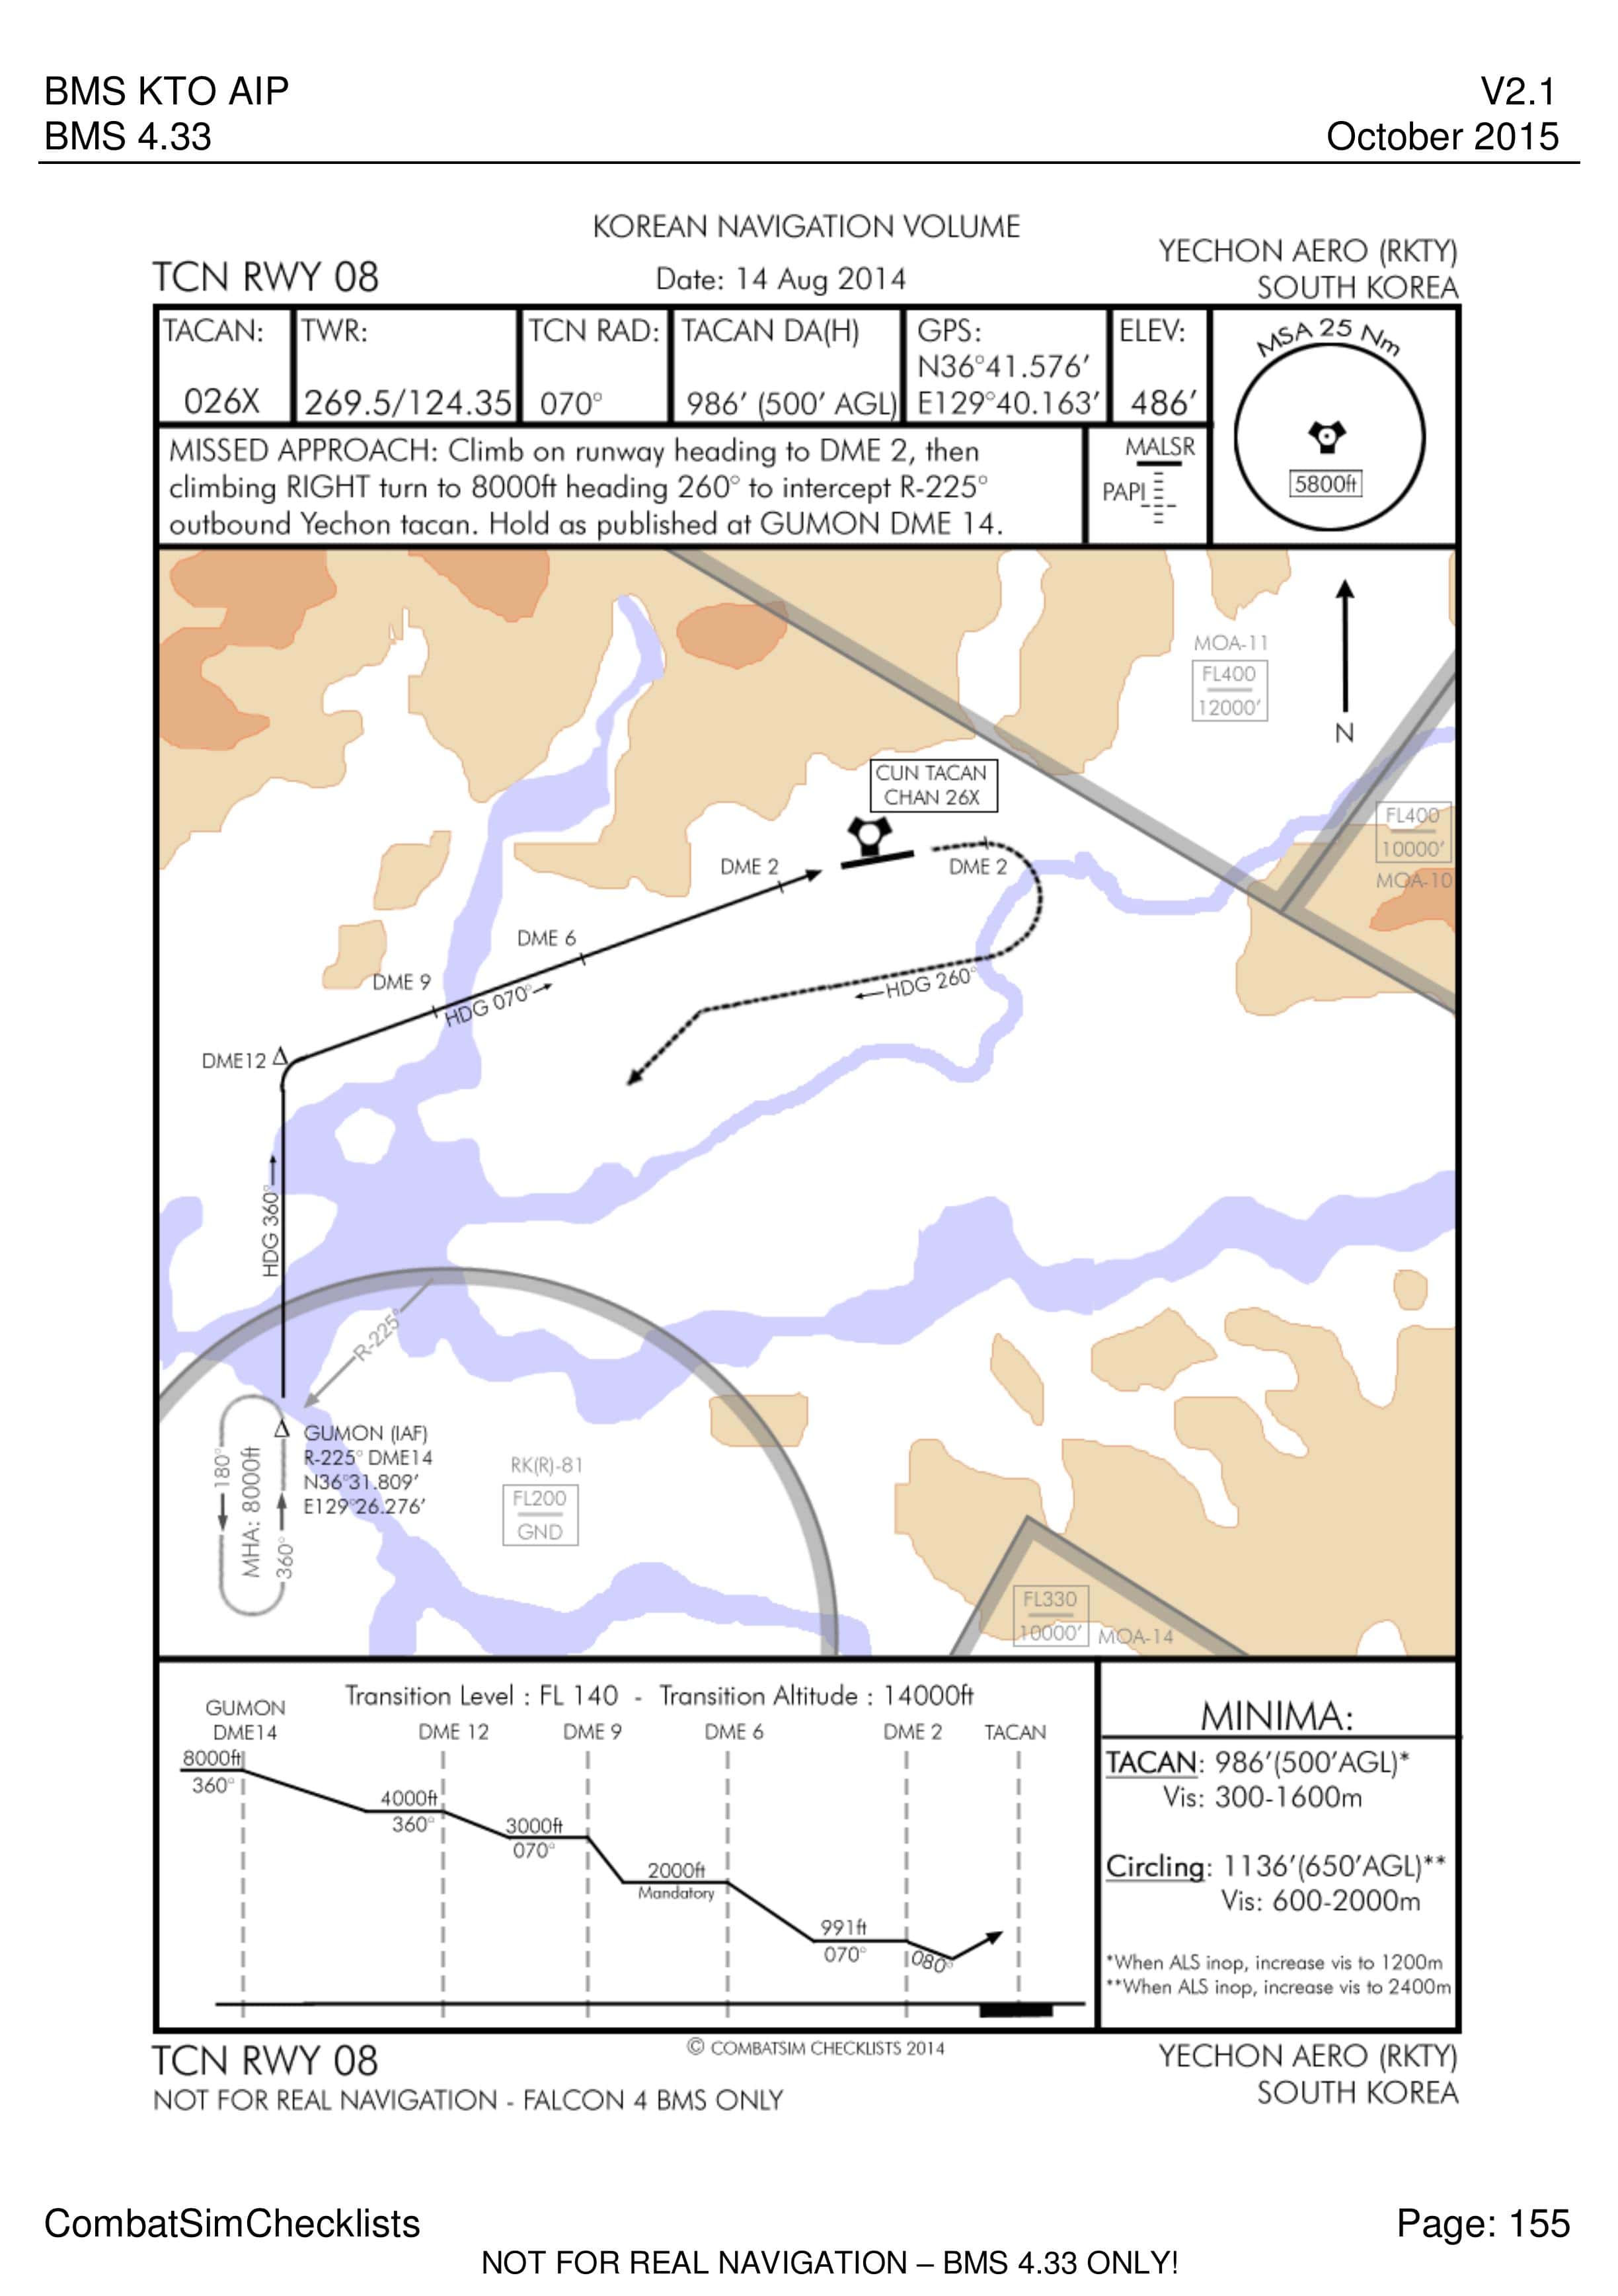 BMS KTO AIP
V2.1
BMS 4.33
October 2015
KOREAN NAVIGATION VOLUME
YECHON AERO (RKTY)
TCN RWY 08
Date: 14 Aug 2014
SOUTH KOREA
TACAN:
026X
TWR:
269.5/124.35
TCN RAD:
070°
TACAN DA(H)
986′ (500′ AGL)
GPS:
N36°41.576′
E129°40.163′
ELEV:
486′
MSA 25 Nm
5800ft
MISSED APPROACH: Climb on runway heading to DME 2, then
climbing RIGHT turn to 8000ft heading 260° to intercept R-225°
outbound Yechon tacan. Hold as published at GUMON DME 14.
MALSR
PAPI
MOA-11
FL400
12000′
N
CUN TACAN
CHAN 26X
FL400
10000′
MOA-10
DME 2
DME 2
DME 6
DME 9
HDG 070°
HDG 260°
DME12
HDG 360°
R-225°
GUMON (IAF)
R-225° DME14
N36°31.809′
E129°26.276′
180°
MHA: 8000ft
360°
RK(R)-81
FL200
GND
FL330
10000′
MOA-14
Transition Level : FL 140 - Transition Altitude : 14000ft
GUMON
DME14
DME 12
DME 9
DME 6
DME 2
TACAN
8000ft
360°
4000ft
360°
3000ft
070°
2000ft
Mandatory
991ft
070°
080°
MINIMA:
TACAN: 986′(500′AGL)*
Vis: 300-1600m
Circling: 1136′(650′AGL)**
Vis: 600-2000m
*When ALS inop, increase vis to 1200m
**When ALS inop, increase vis to 2400m
TCN RWY 08
© COMBATSIM CHECKLISTS 2014
YECHON AERO (RKTY)
NOT FOR REAL NAVIGATION - FALCON 4 BMS ONLY
SOUTH KOREA
CombatSimChecklists
Page: 155
NOT FOR REAL NAVIGATION – BMS 4.33 ONLY!